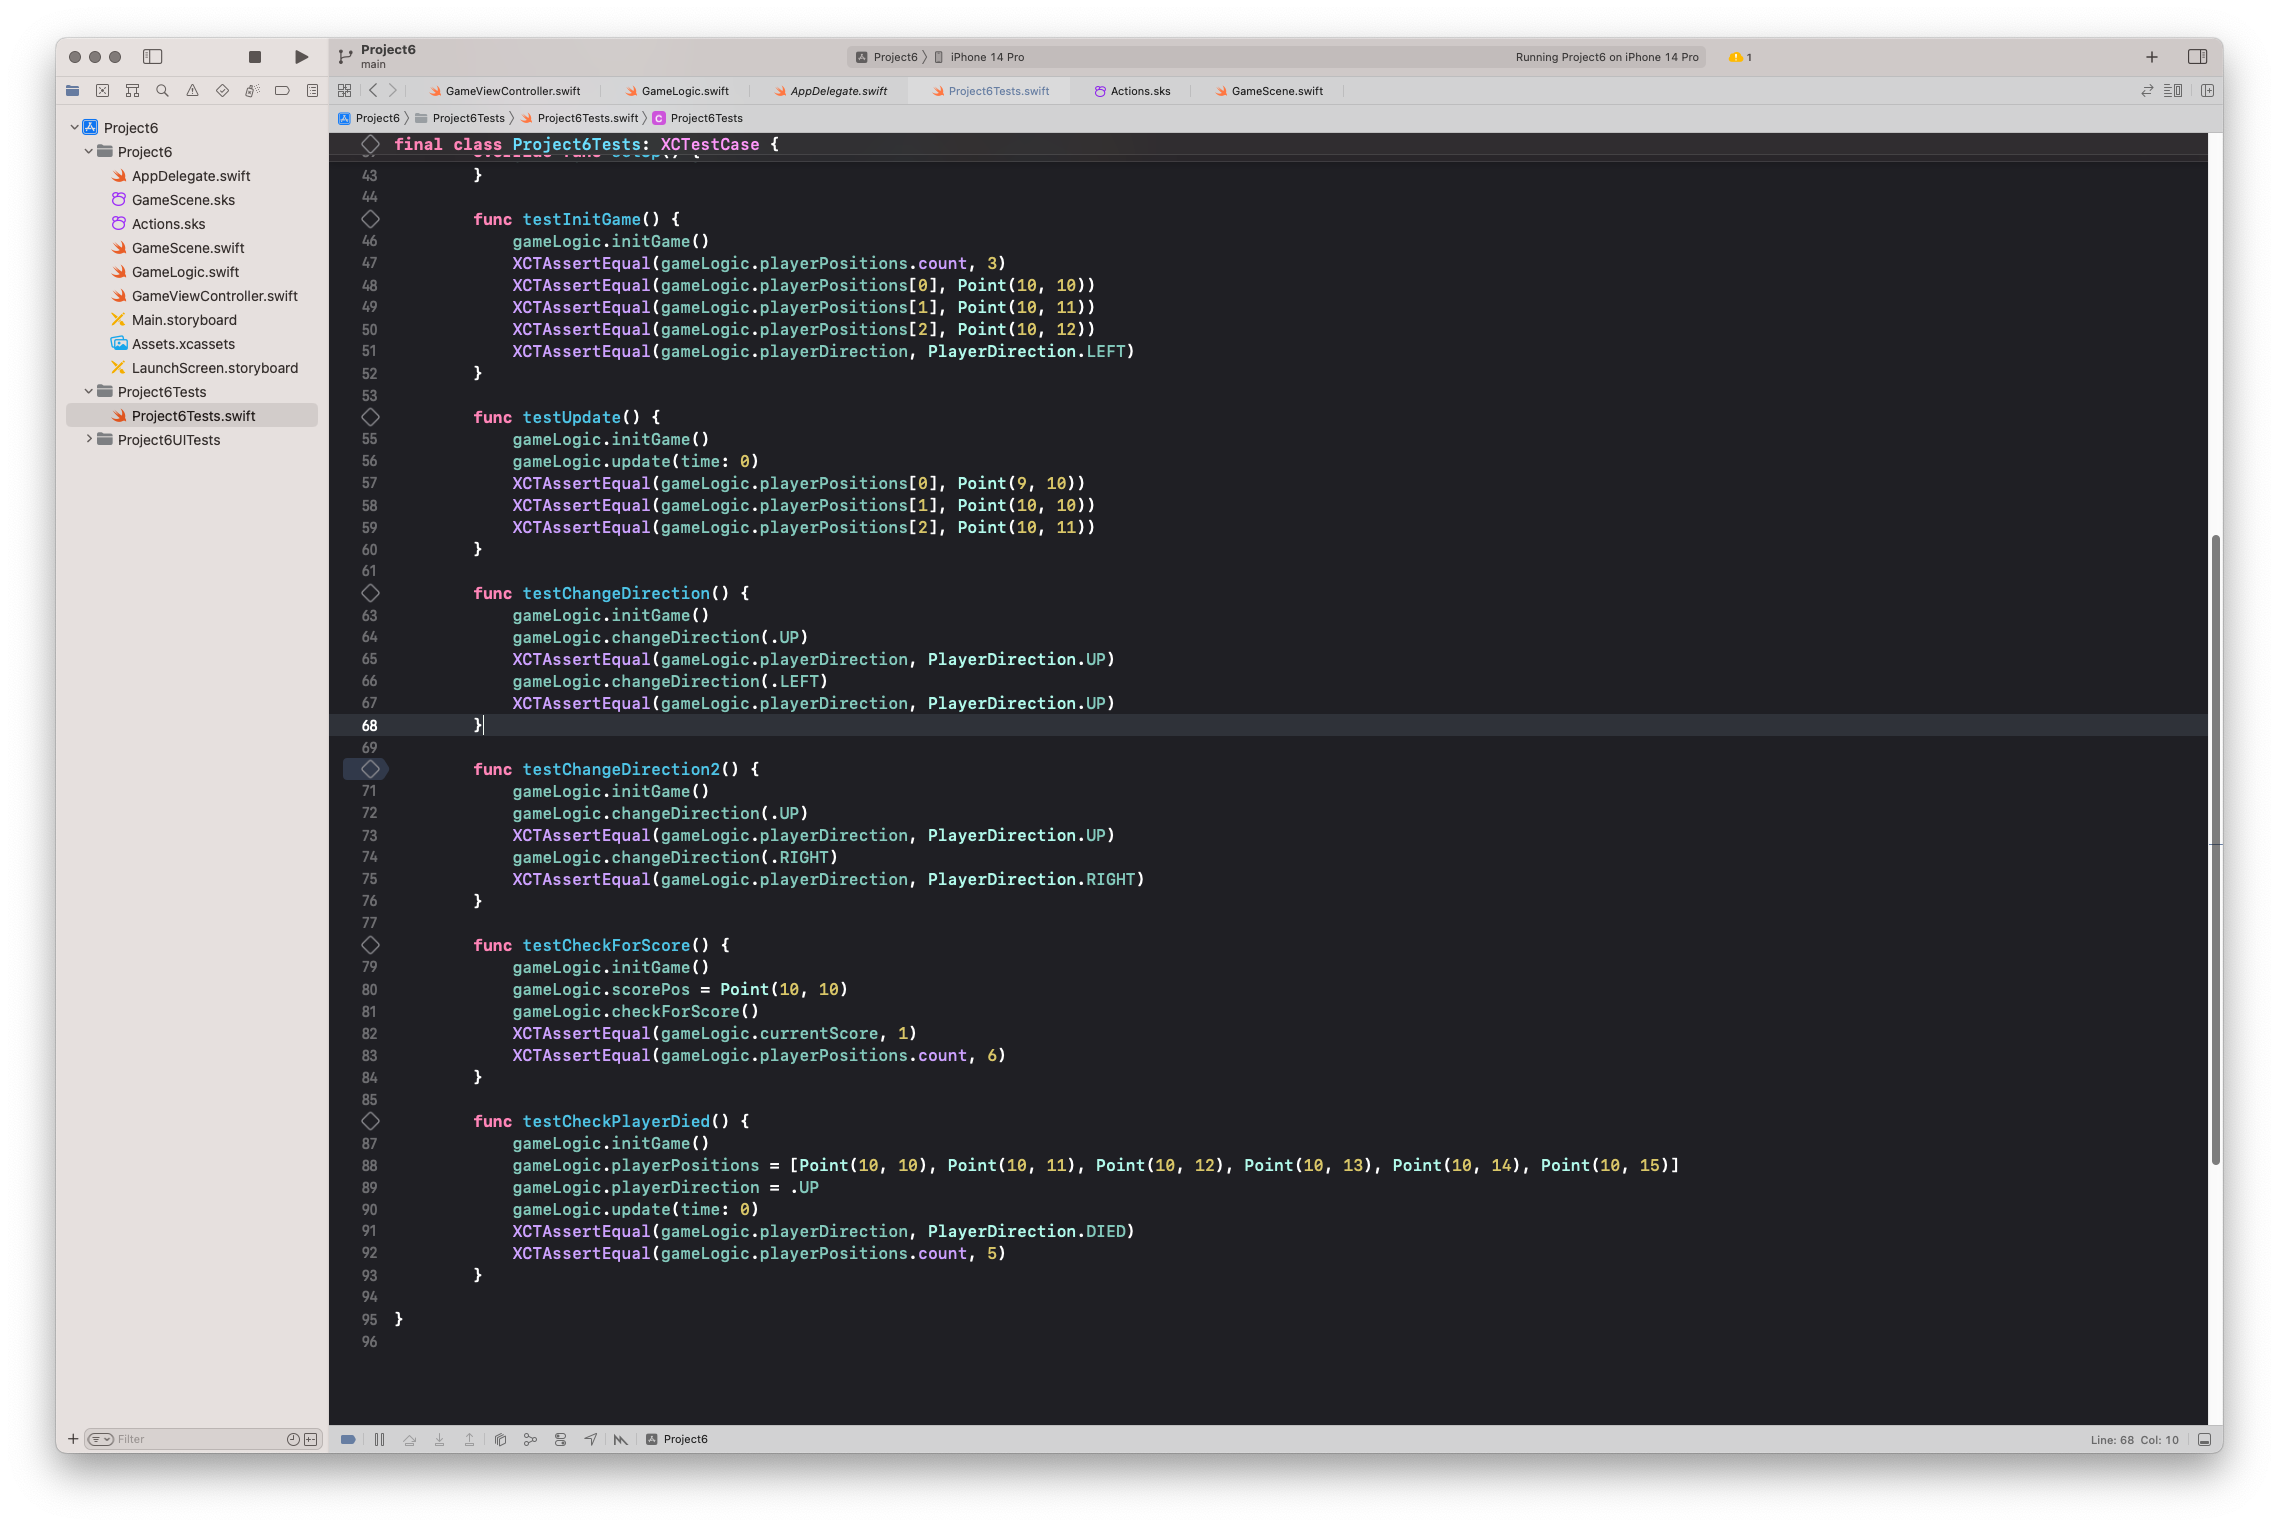 Project6
main
Project6 〉 iPhone 14 Pro
Running Project6 on iPhone 14 Pro
1
GameViewController.swift
GameLogic.swift
AppDelegate.swift
Project6Tests.swift
Actions.sks
GameScene.swift
Project6 〉 Project6Tests 〉 Project6Tests.swift 〉 C Project6Tests
Project6
Project6
AppDelegate.swift
GameScene.sks
Actions.sks
GameScene.swift
GameLogic.swift
GameViewController.swift
Main.storyboard
Assets.xcassets
LaunchScreen.storyboard
Project6Tests
Project6Tests.swift
Project6UITests
Filter
final class Project6Tests: XCTestCase {
43 }
44
func testInitGame() {
46 gameLogic.initGame()
47 XCTAssertEqual(gameLogic.playerPositions.count, 3)
48 XCTAssertEqual(gameLogic.playerPositions[0], Point(10, 10))
49 XCTAssertEqual(gameLogic.playerPositions[1], Point(10, 11))
50 XCTAssertEqual(gameLogic.playerPositions[2], Point(10, 12))
51 XCTAssertEqual(gameLogic.playerDirection, PlayerDirection.LEFT)
52 }
53
func testUpdate() {
55 gameLogic.initGame()
56 gameLogic.update(time: 0)
57 XCTAssertEqual(gameLogic.playerPositions[0], Point(9, 10))
58 XCTAssertEqual(gameLogic.playerPositions[1], Point(10, 10))
59 XCTAssertEqual(gameLogic.playerPositions[2], Point(10, 11))
60 }
61
func testChangeDirection() {
63 gameLogic.initGame()
64 gameLogic.changeDirection(.UP)
65 XCTAssertEqual(gameLogic.playerDirection, PlayerDirection.UP)
66 gameLogic.changeDirection(.LEFT)
67 XCTAssertEqual(gameLogic.playerDirection, PlayerDirection.UP)
68 }
69
func testChangeDirection2() {
71 gameLogic.initGame()
72 gameLogic.changeDirection(.UP)
73 XCTAssertEqual(gameLogic.playerDirection, PlayerDirection.UP)
74 gameLogic.changeDirection(.RIGHT)
75 XCTAssertEqual(gameLogic.playerDirection, PlayerDirection.RIGHT)
76 }
77
func testCheckForScore() {
79 gameLogic.initGame()
80 gameLogic.scorePos = Point(10, 10)
81 gameLogic.checkForScore()
82 XCTAssertEqual(gameLogic.currentScore, 1)
83 XCTAssertEqual(gameLogic.playerPositions.count, 6)
84 }
85
func testCheckPlayerDied() {
87 gameLogic.initGame()
88 gameLogic.playerPositions = [Point(10, 10), Point(10, 11), Point(10, 12), Point(10, 13), Point(10, 14), Point(10, 15)]
89 gameLogic.playerDirection = .UP
90 gameLogic.update(time: 0)
91 XCTAssertEqual(gameLogic.playerDirection, PlayerDirection.DIED)
92 XCTAssertEqual(gameLogic.playerPositions.count, 5)
93 }
94
95 }
96
Project6
Line: 68 Col: 10